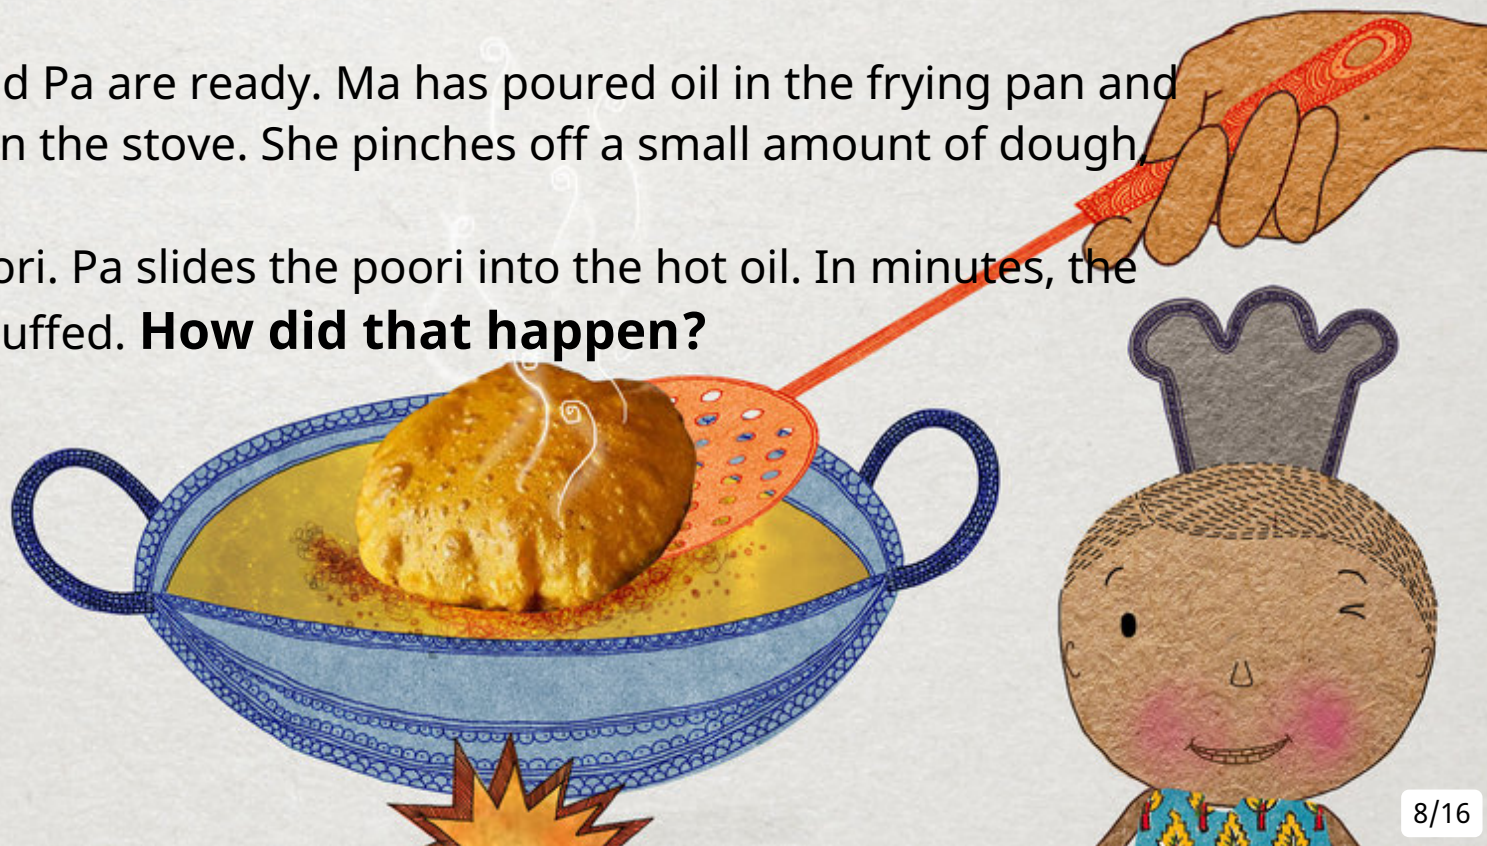 d Pa are ready. Ma has poured oil in the frying pan and
n the stove. She pinches off a small amount of dough,
ori. Pa slides the poori into the hot oil. In minutes, the
uffed. How did that happen?
8/16